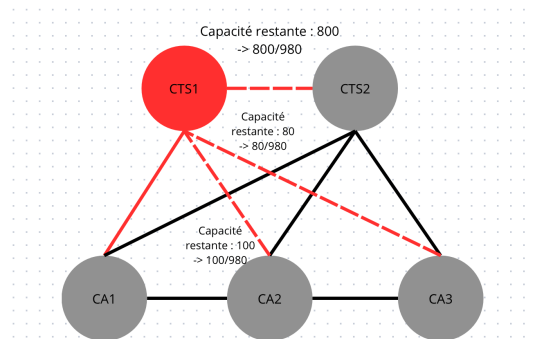 Capacité restante : 800
-> 800/980
CTS1
CTS2
Capacité
restante : 80
-> 80/980
Capacité
restante : 100
-> 100/980
CA1
CA2
CA3